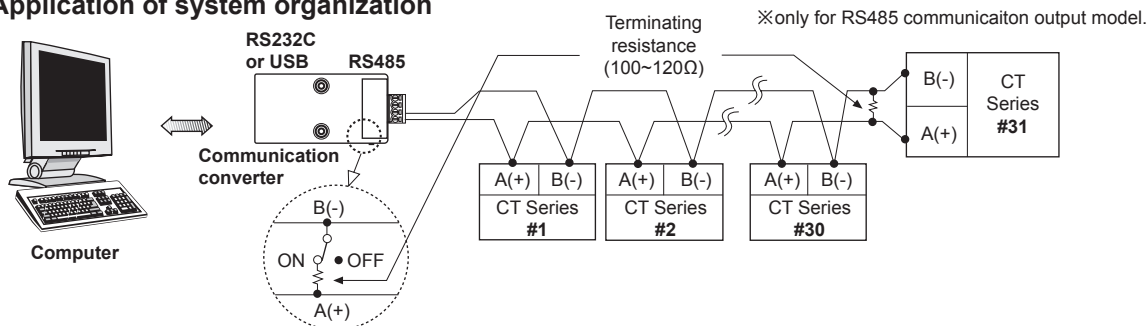 Application of system organization
※only for RS485 communicaiton output model.
RS232C
or USB
RS485
Terminating
resistance
(100~120Ω)
Communication
converter
Computer
B(-)
ON
OFF
A(+)
A(+)
B(-)
CT Series
#1
A(+)
B(-)
CT Series
#2
A(+)
B(-)
CT Series
#30
B(-)
A(+)
CT
Series
#31